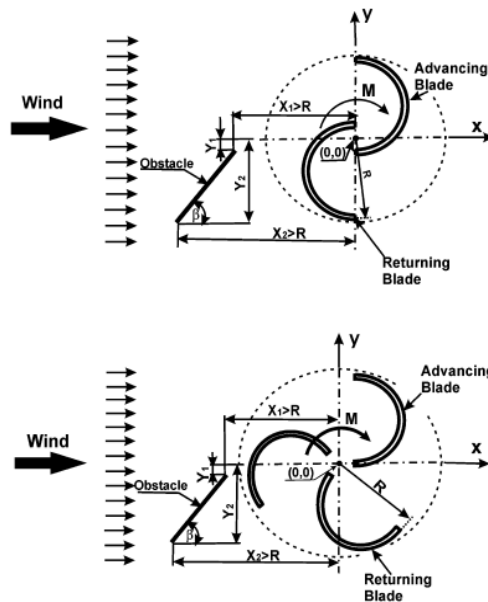 y
Advancing
Blade
Wind
M
X1>R
x
Y1
(0,0)
Obstacle
Y2
R
β
X2>R
Returning
Blade
y
Advancing
Blade
X1>R
M
Wind
x
Y1
(0,0)
Obstacle
Y2
R
β
X2>R
Returning
Blade